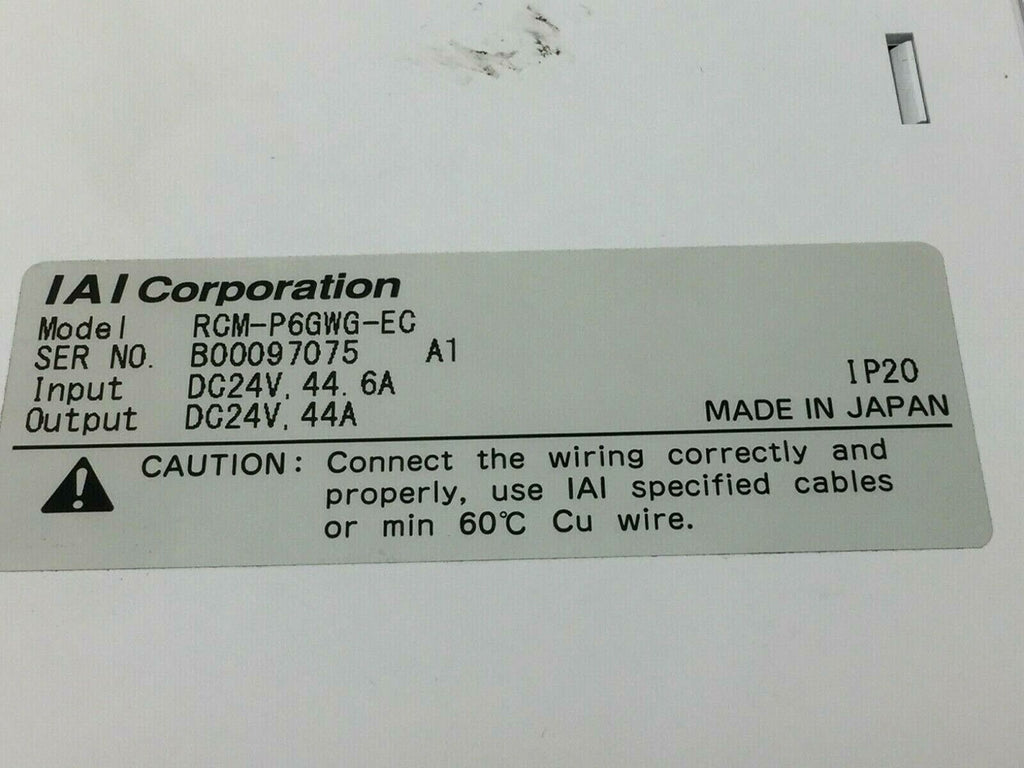 IAI Corporation
Model RCM-P6GWG-EC
SER NO. B00097075 A1
Input DC24V, 44. 6A
Output DC24V, 44A
IP20
MADE IN JAPAN
CAUTION: Connect the wiring correctly and
properly, use IAI specified cables
or min 60℃ Cu wire.